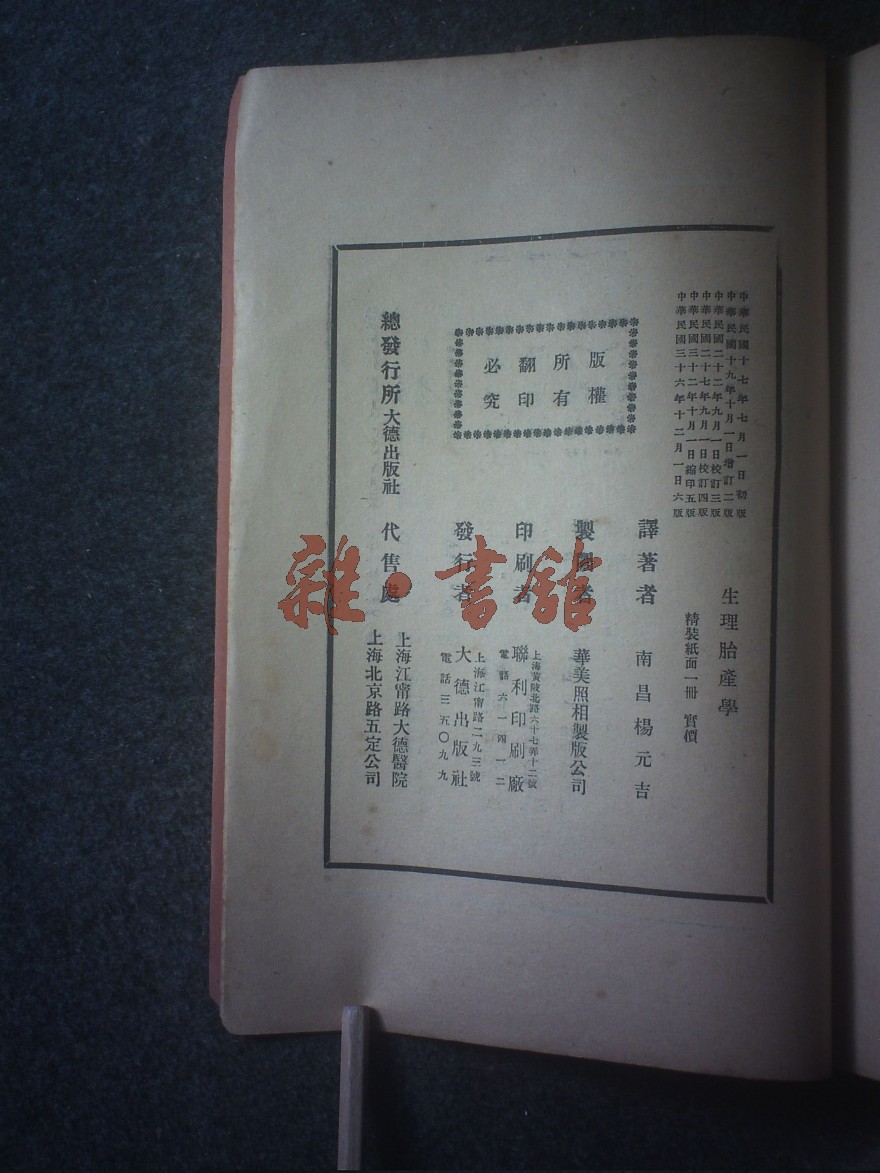 中華民國十七年七月一日初版
中華民國十九年十月一日增訂二版
中華民國二十二年九月一日校訂三版
中華民國二十七年九月一日校訂四版
中華民國三十二年十月一日縮印五版
中華民國三十六年十二月一日六版
生理胎產學
精裝紙面一冊 實價
版權
所有
翻印
必究
譯著者 南昌楊元吉
製圖者 華美照相製版公司
印刷者 聯利印刷廠
上海黃陂北路六十七弄十二號
電話六一四一二
發行者 大德出版社
上海江甯路二九三號
電話三五〇九九
總發行所 大德出版社
代售處 上海江甯路大德醫院
上海北京路五定公司
雜·書館